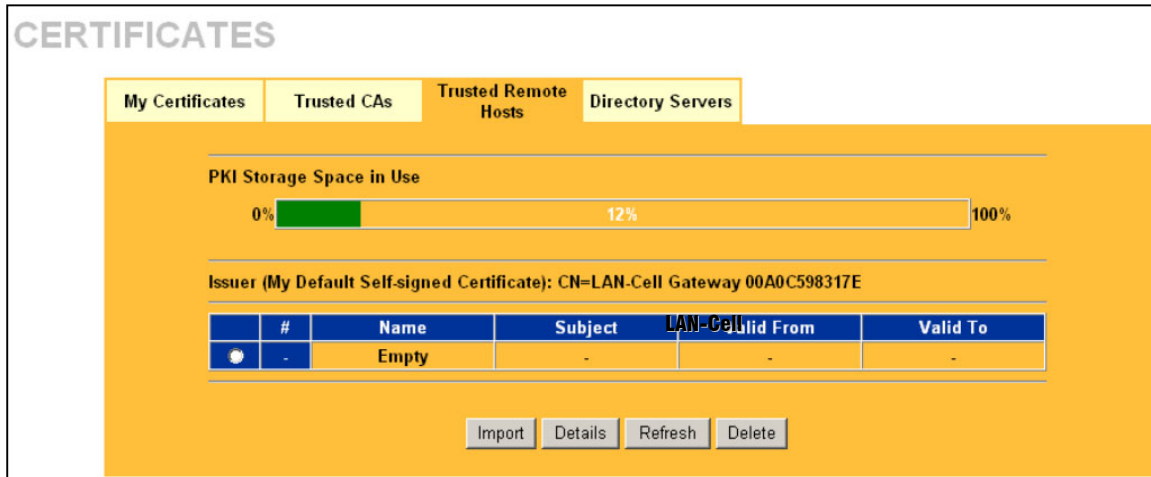 CERTIFICATES
My Certificates
Trusted CAs
Trusted Remote
Hosts
Directory Servers
PKI Storage Space in Use
0% 12% 100%
Issuer (My Default Self-signed Certificate): CN=LAN-Cell Gateway 00A0C598317E
# Name Subject LAN-Cell Valid From Valid To
- Empty - - -
Import Details Refresh Delete